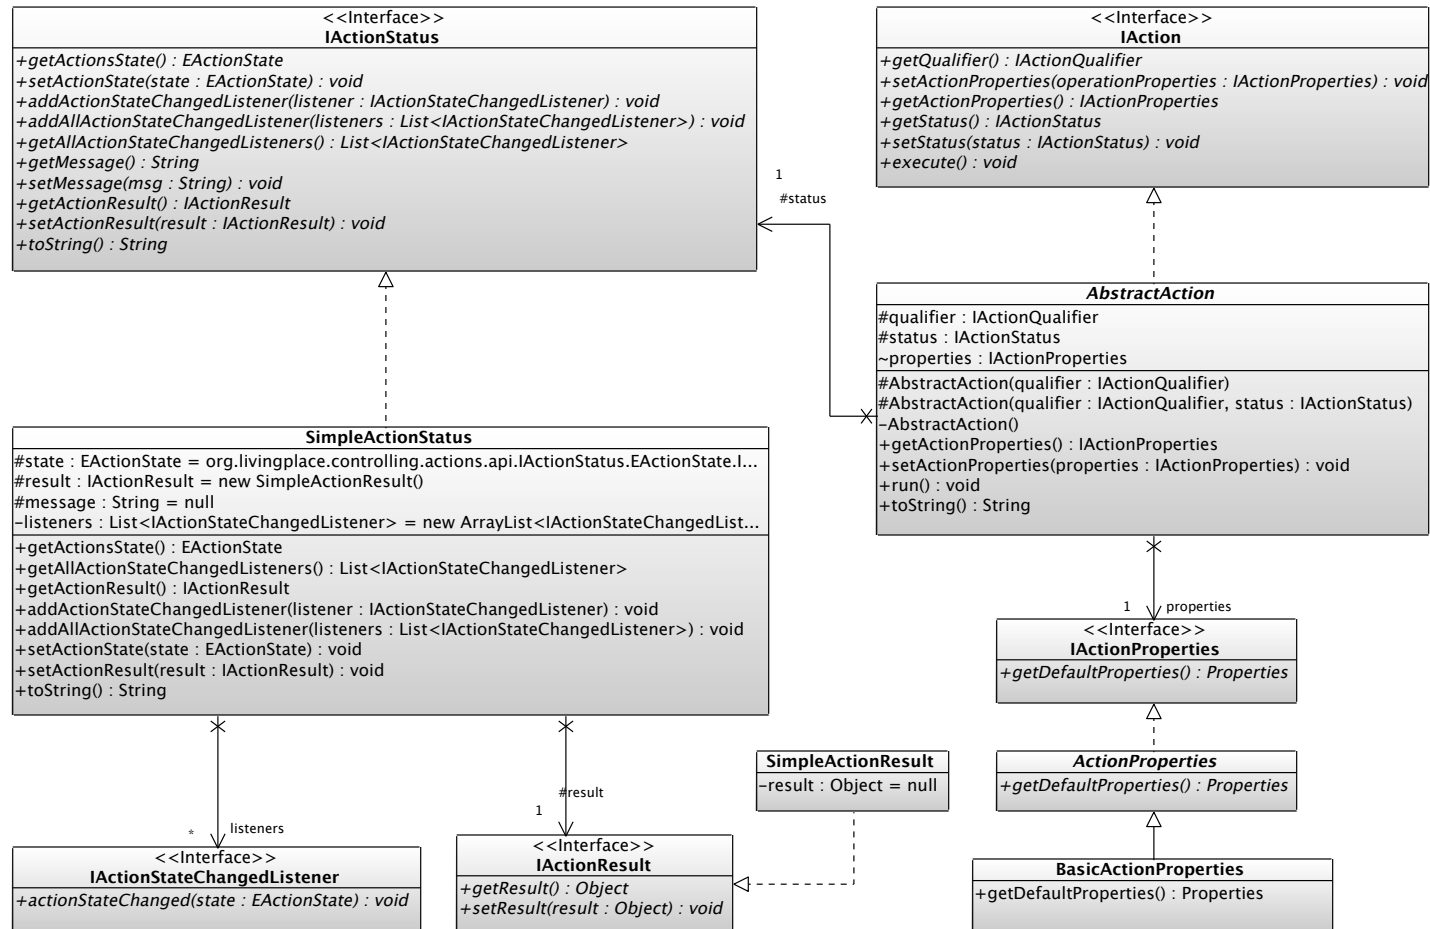 <<Interface>>
IActionStatus
+getActionsState() : EActionState
+setActionState(state : EActionState) : void
+addActionStateChangedListener(listener : IActionStateChangedListener) : void
+addAllActionStateChangedListener(listeners : List<IActionStateChangedListener>) : void
+getAllActionStateChangedListeners() : List<IActionStateChangedListener>
+getMessage() : String
+setMessage(msg : String) : void
+getActionResult() : IActionResult
+setActionResult(result : IActionResult) : void
+toString() : String
<<Interface>>
IAction
+getQualifier() : IActionQualifier
+setActionProperties(operationProperties : IActionProperties) : void
+getActionProperties() : IActionProperties
+getStatus() : IActionStatus
+setStatus(status : IActionStatus) : void
+execute() : void
1
#status
AbstractAction
#qualifier : IActionQualifier
#status : IActionStatus
~properties : IActionProperties
#AbstractAction(qualifier : IActionQualifier)
#AbstractAction(qualifier : IActionQualifier, status : IActionStatus)
-AbstractAction()
+getActionProperties() : IActionProperties
+setActionProperties(properties : IActionProperties) : void
+run() : void
+toString() : String
SimpleActionStatus
#state : EActionState = org.livingplace.controlling.actions.api.IActionStatus.EActionState.I...
#result : IActionResult = new SimpleActionResult()
#message : String = null
-listeners : List<IActionStateChangedListener> = new ArrayList<IActionStateChangedList...
+getActionsState() : EActionState
+getAllActionStateChangedListeners() : List<IActionStateChangedListener>
+getActionResult() : IActionResult
+addActionStateChangedListener(listener : IActionStateChangedListener) : void
+addAllActionStateChangedListener(listeners : List<IActionStateChangedListener>) : void
+setActionState(state : EActionState) : void
+setActionResult(result : IActionResult) : void
+toString() : String
1 properties
<<Interface>>
IActionProperties
+getDefaultProperties() : Properties
SimpleActionResult
-result : Object = null
ActionProperties
+getDefaultProperties() : Properties
#result
1
* listeners
<<Interface>>
IActionStateChangedListener
+actionStateChanged(state : EActionState) : void
<<Interface>>
IActionResult
+getResult() : Object
+setResult(result : Object) : void
BasicActionProperties
+getDefaultProperties() : Properties